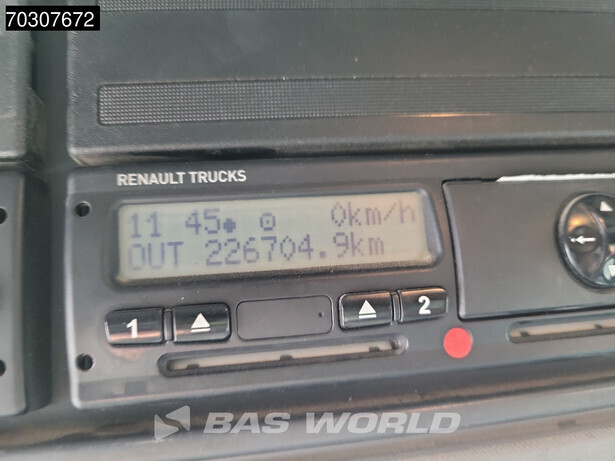 70307672
RENAULT TRUCKS
11 45 0km/h
OUT 226704.9km
1 2
BAS WORLD